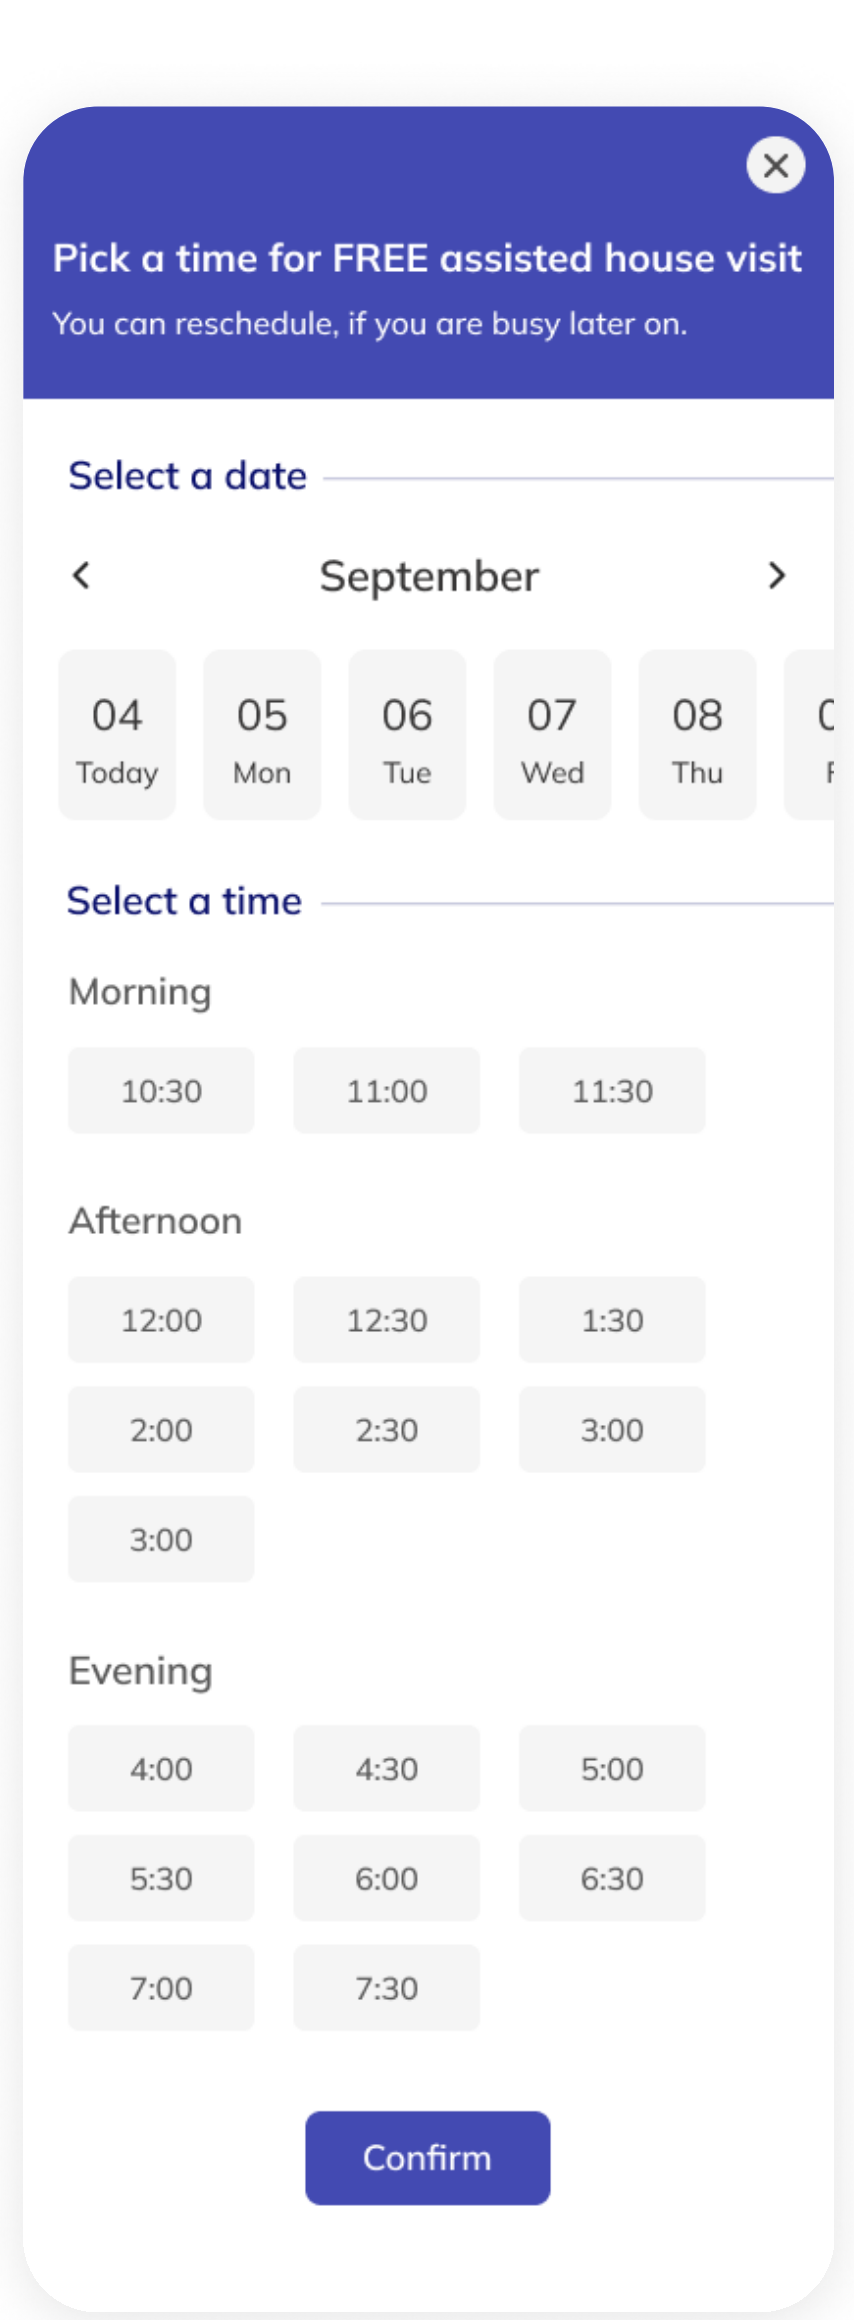 Pick a time for FREE assisted house visit
You can reschedule, if you are busy later on.
Select a date
September
04 05 06 07 08
Today Mon Tue Wed Thu
Select a time
Morning
10:30 11:00 11:30
Afternoon
12:00 12:30 1:30
2:00 2:30 3:00
3:00
Evening
4:00 4:30 5:00
5:30 6:00 6:30
7:00 7:30
Confirm